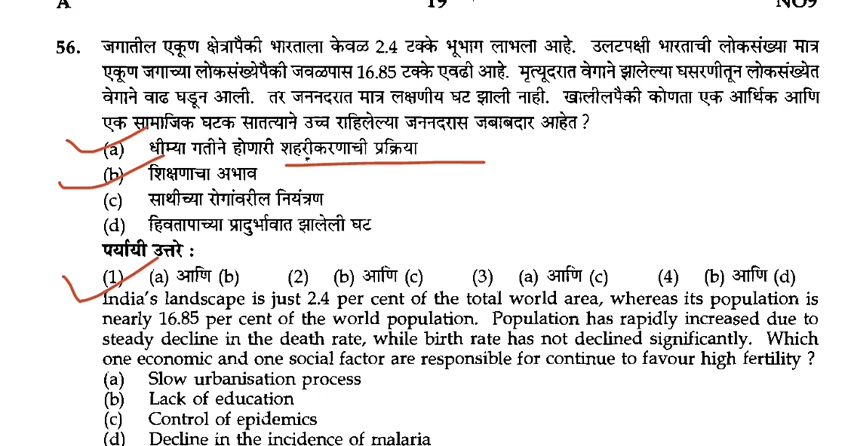 A 19 NO9
56. जगातील एकूण क्षेत्रापैकी भारताला केवळ 2.4 टक्के भूभाग लाभला आहे. उलटपक्षी भारताची लोकसंख्या मात्र
एकूण जगाच्या लोकसंख्येपैकी जवळपास 16.85 टक्के एवढी आहे. मृत्यूदरात वेगाने झालेल्या घसरणीतून लोकसंख्येत
वेगाने वाढ घडून आली. तर जननदरात मात्र लक्षणीय घट झाली नाही. खालीलपैकी कोणता एक आर्थिक आणि
एक सामाजिक घटक सातत्याने उच्च राहिलेल्या जननदरास जबाबदार आहेत ?
(a) धीम्या गतीने होणारी शहरीकरणाची प्रक्रिया
(b) शिक्षणाचा अभाव
(c) साथीच्या रोगांवरील नियंत्रण
(d) हिवतापाच्या प्रादुर्भावात झालेली घट
पर्यायी उत्तरे :
(1) (a) आणि (b) (2) (b) आणि (c) (3) (a) आणि (c) (4) (b) आणि (d)
India's landscape is just 2.4 per cent of the total world area, whereas its population is
nearly 16.85 per cent of the world population. Population has rapidly increased due to
steady decline in the death rate, while birth rate has not declined significantly. Which
one economic and one social factor are responsible for continue to favour high fertility ?
(a) Slow urbanisation process
(b) Lack of education
(c) Control of epidemics
(d) Decline in the incidence of malaria